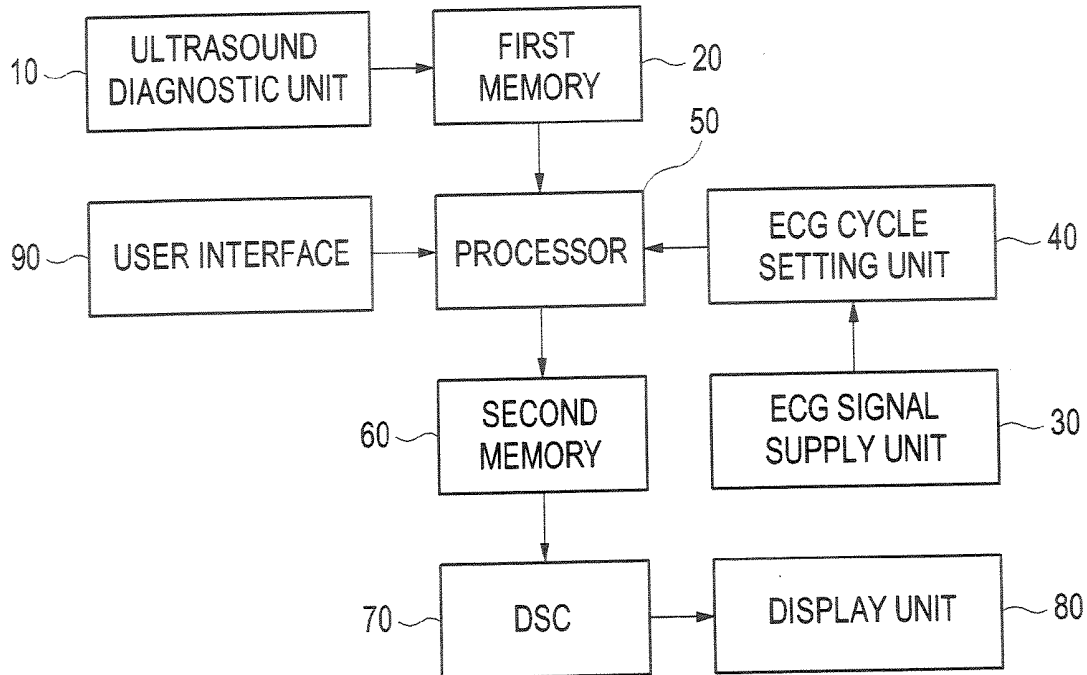 10
ULTRASOUND
DIAGNOSTIC UNIT
FIRST
MEMORY
20
50
90
USER INTERFACE
PROCESSOR
ECG CYCLE
SETTING UNIT
40
60
SECOND
MEMORY
ECG SIGNAL
SUPPLY UNIT
30
70
DSC
DISPLAY UNIT
80